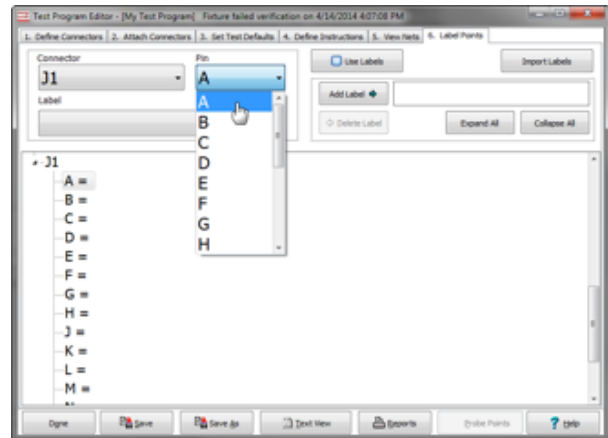 Test Program Editor - [My Test Program] Fixture failed verification on 4/14/2014 4:07:08 PM
1. Define Connectors 2. Attach Connectors 3. Set Test Defaults 4. Define Instructions 5. View Nets 6. Label Points
Connector Pin Use Labels Import Labels
J1 A
Label A Add Label
B Delete Label Expand All Collapse All
C
D
E
F
G
H
J1
A =
B =
C =
D =
E =
F =
G =
H =
J =
K =
L =
M =
Done Save Save As Text View Reports Probe Points Help